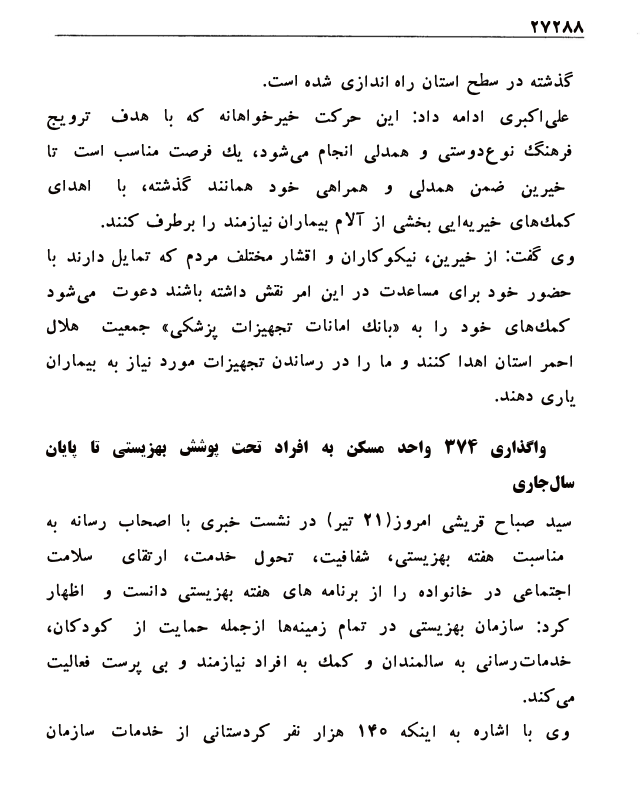 ۲۷۲۸۸
گذشته در سطح استان راه اندازی شده است.
علی‌اکبری ادامه داد: این حرکت خیرخواهانه که با هدف ترویج
فرهنگ نوع‌دوستی و همدلی انجام می‌شود، یك فرصت مناسب است تا
خیرین ضمن همدلی و همراهی خود همانند گذشته، با اهدای
کمك‌های خیریه‌ایی بخشی از آلام بیماران نیازمند را برطرف کنند.
وی گفت: از خیرین، نیکوکاران و اقشار مختلف مردم که تمایل دارند با
حضور خود برای مساعدت در این امر نقش داشته باشند دعوت می‌شود
کمك‌های خود را به «بانك امانات تجهیزات پزشکی» جمعیت هلال
احمر استان اهدا کنند و ما را در رساندن تجهیزات مورد نیاز به بیماران
یاری دهند.
واگذاری ۳۷۴ واحد مسکن به افراد تحت پوشش بهزیستی تا پایان
سال‌جاری
سید صباح قریشی امروز(۲۱ تیر) در نشست خبری با اصحاب رسانه به
مناسبت هفته بهزیستی، شفافیت، تحول خدمت، ارتقای سلامت
اجتماعی در خانواده را از برنامه های هفته بهزیستی دانست و اظهار
کرد: سازمان بهزیستی در تمام زمینه‌ها ازجمله حمایت از کودکان،
خدمات‌رسانی به سالمندان و کمك به افراد نیازمند و بی پرست فعالیت
می‌کند.
وی با اشاره به اینکه ۱۴۰ هزار نفر کردستانی از خدمات سازمان